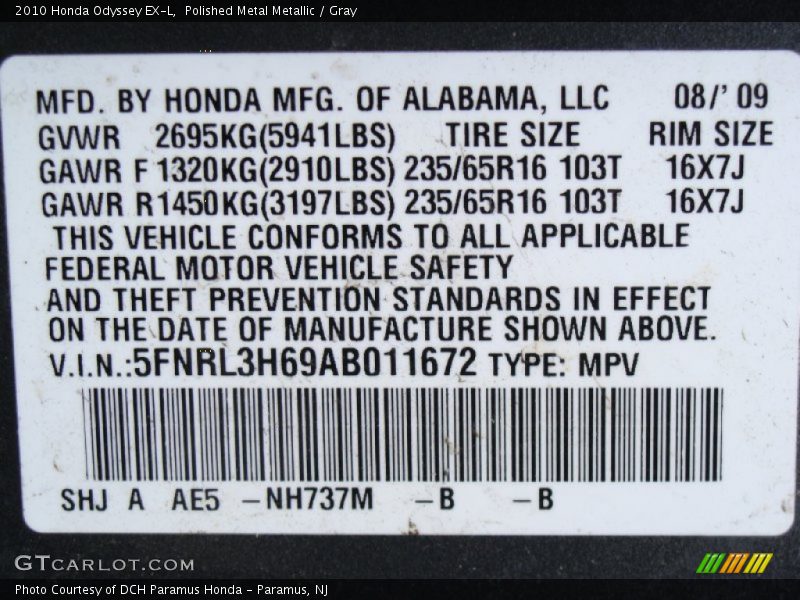 2010 Honda Odyssey EX-L, Polished Metal Metallic / Gray
MFD. BY HONDA MFG. OF ALABAMA, LLC 08/'09
GVWR 2695KG(5941LBS) TIRE SIZE RIM SIZE
GAWR F 1320KG(2910LBS) 235/65R16 103T 16X7J
GAWR R1450KG(3197LBS) 235/65R16 103T 16X7J
THIS VEHICLE CONFORMS TO ALL APPLICABLE
FEDERAL MOTOR VEHICLE SAFETY
AND THEFT PREVENTION STANDARDS IN EFFECT
ON THE DATE OF MANUFACTURE SHOWN ABOVE.
V.I.N.:5FNRL3H69AB011672 TYPE: MPV
SHJ A AE5 -NH737M -B -B
GTCARLOT.COM
Photo Courtesy of DCH Paramus Honda - Paramus, NJ